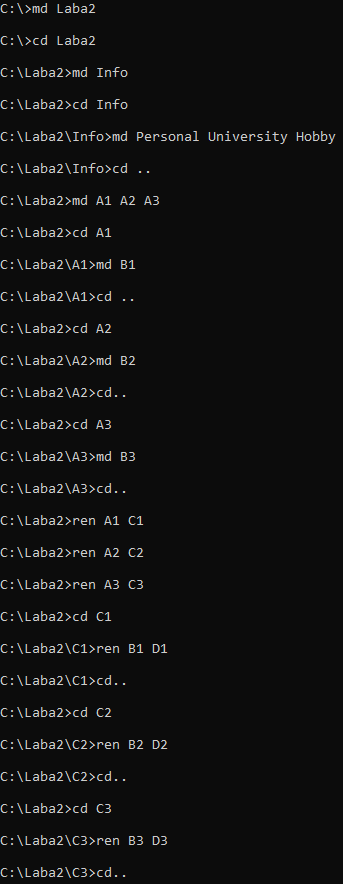 C:\>md Laba2
C:\>cd Laba2
C:\Laba2>md Info
C:\Laba2>cd Info
C:\Laba2\Info>md Personal University Hobby
C:\Laba2\Info>cd ..
C:\Laba2>md A1 A2 A3
C:\Laba2>cd A1
C:\Laba2\A1>md B1
C:\Laba2\A1>cd ..
C:\Laba2>cd A2
C:\Laba2\A2>md B2
C:\Laba2\A2>cd..
C:\Laba2>cd A3
C:\Laba2\A3>md B3
C:\Laba2\A3>cd..
C:\Laba2>ren A1 C1
C:\Laba2>ren A2 C2
C:\Laba2>ren A3 C3
C:\Laba2>cd C1
C:\Laba2\C1>ren B1 D1
C:\Laba2\C1>cd..
C:\Laba2>cd C2
C:\Laba2\C2>ren B2 D2
C:\Laba2\C2>cd..
C:\Laba2>cd C3
C:\Laba2\C3>ren B3 D3
C:\Laba2\C3>cd..